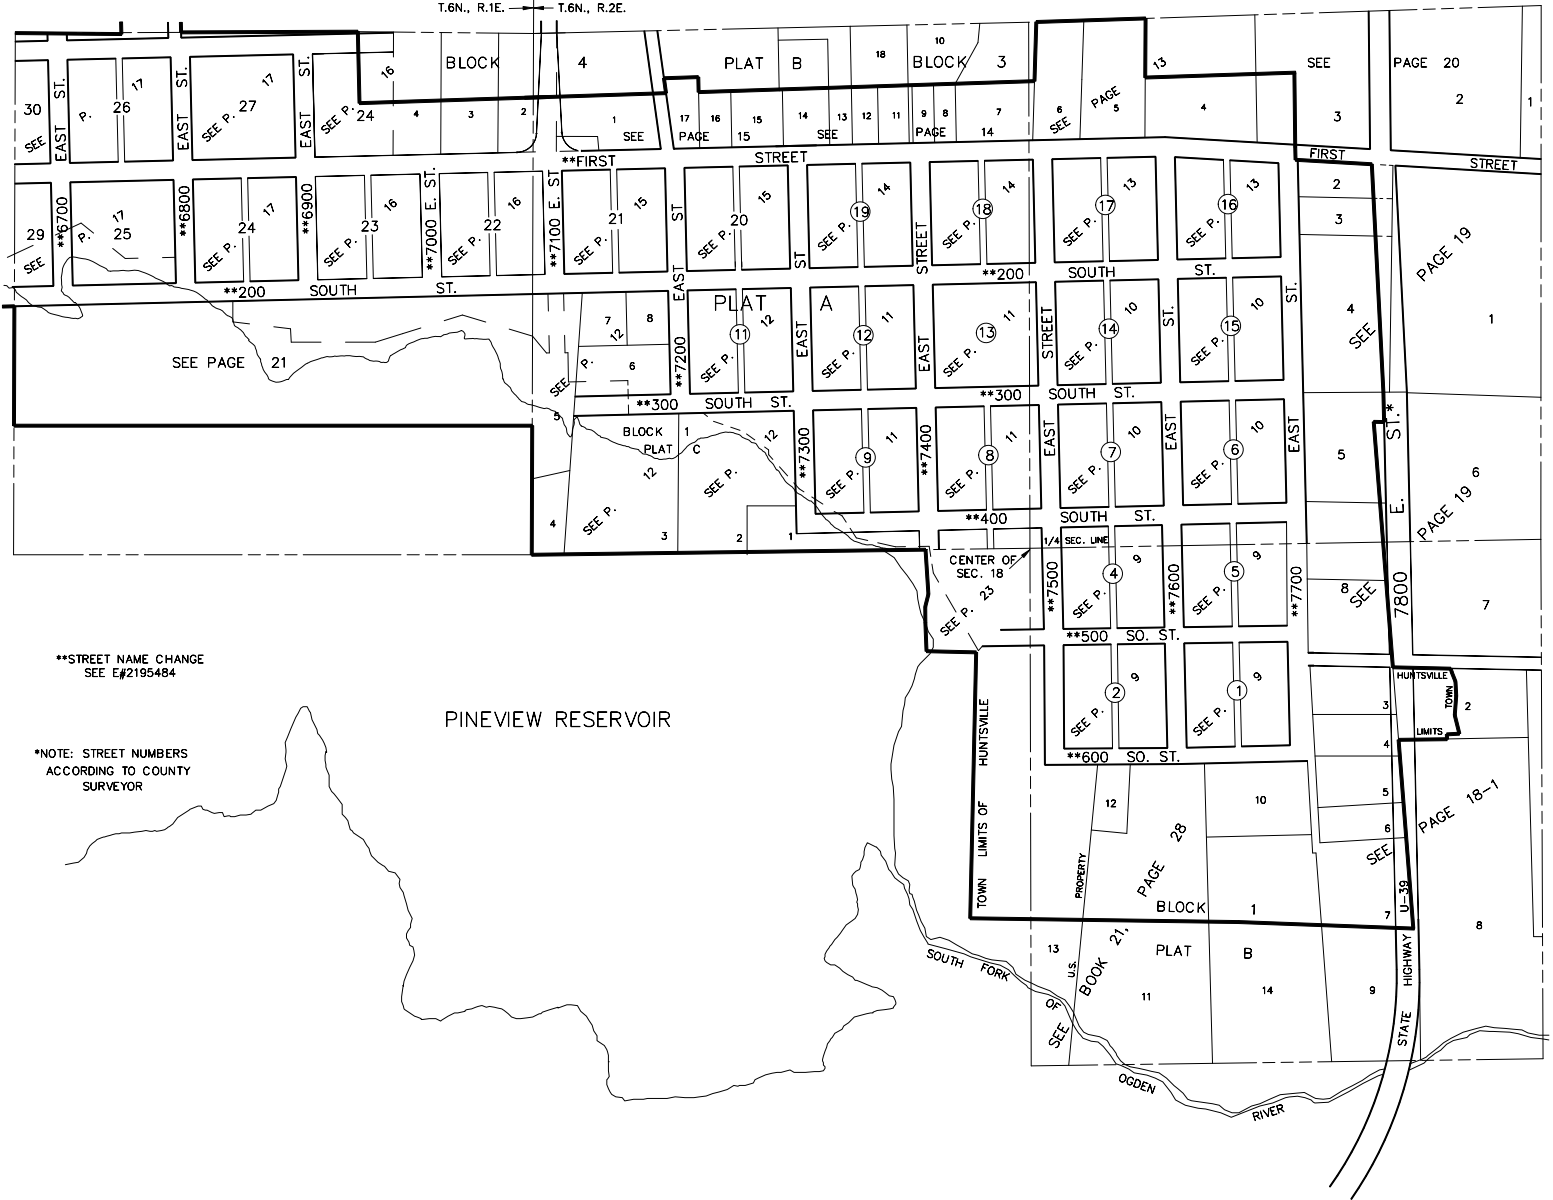 T.6N., R.1E. T.6N., R.2E.
BLOCK 4
PLAT B
18
10
BLOCK 3
13
SEE PAGE 20
30
SEE
EAST ST.
P. 26 17
EAST ST.
SEE P. 27 17
EAST ST.
SEE P. 24 16
4
3
2
1
SEE PAGE 15
17
16
15
14
SEE PAGE 14
13
12
11
9
8
7
6
SEE PAGE
5
4
3
2
1
**FIRST STREET
FIRST STREET
29
SEE
**6700
P. 25 17
**6800
SEE P. 24 17
**6900
SEE P. 23 16
**7000 E. ST.
SEE P. 22 16
**7100 E. ST
SEE P. 21 15
EAST ST
SEE P. 20 15
ST
SEE P. 19 14
STREET
SEE P. 18 14
SEE P. 17 13
SEE P. 16 13
2
3
PAGE 19
**200 SOUTH ST.
**200 SOUTH ST.
PLAT A
SEE PAGE 21
7
8
12
6
SEE P.
5
**7200
SEE P. 11 12
EAST
SEE P. 12 11
EAST
SEE P. 13 11
STREET
SEE P. 14 10
ST.
SEE P. 15 10
ST.
4
SEE
1
**300 SOUTH ST.
**300 SOUTH ST.
BLOCK 1
PLAT C
12
12
SEE P.
SEE P.
4
3
2
1
**7300
SEE P. 9 11
**7400
SEE P. 8 11
EAST
SEE P. 7 10
EAST
SEE P. 6 10
EAST
5
7800 E. ST.*
6
PAGE 19
**400 SOUTH ST.
1/4 SEC. LINE
CENTER OF
SEC. 18
SEE P. 23
**7500
SEE P. 4 9
**7600
SEE P. 5 9
**7700
8
SEE
7
**500 SO. ST.
**STREET NAME CHANGE
SEE E#2195484
PINEVIEW RESERVOIR
*NOTE: STREET NUMBERS
ACCORDING TO COUNTY
SURVEYOR
TOWN LIMITS OF HUNTSVILLE
SEE P. 2 9
SEE P. 1 9
**600 SO. ST.
HUNTSVILLE
TOWN
LIMITS
2
3
4
5
6
7
SEE PAGE 18-1
12
10
PROPERTY
U.S.
SEE BOOK 21, PAGE 28
BLOCK 1
PLAT B
13
11
14
9
8
STATE HIGHWAY U-39
SOUTH FORK OF OGDEN RIVER